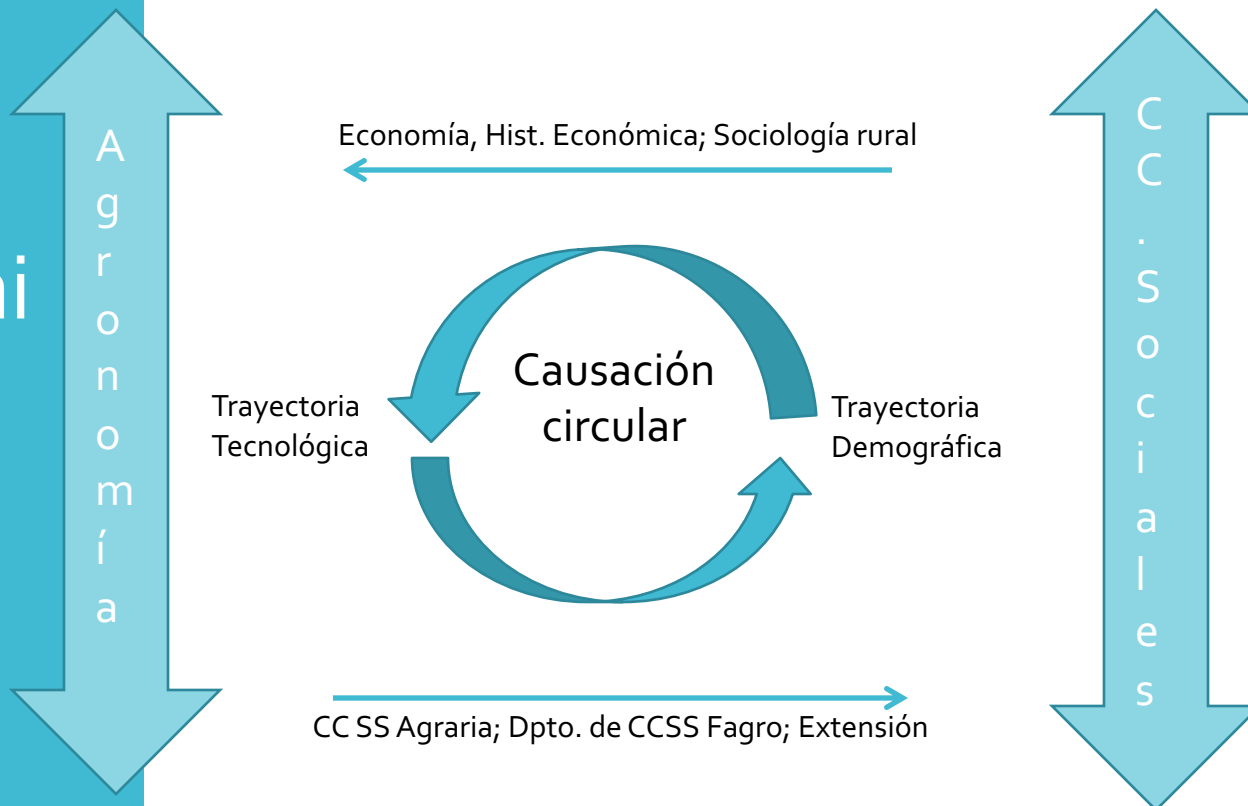 Economía, Hist. Económica; Sociología rural
ni
Agronomía
Causación
circular
Trayectoria
Tecnológica
Trayectoria
Demográfica
CC.Sociales
CC SS Agraria; Dpto. de CCSS Fagro; Extensión